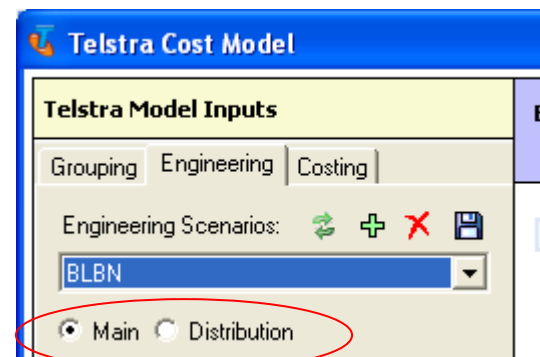 Telstra Cost Model
Telstra Model Inputs
Grouping Engineering Costing
Engineering Scenarios:
BLBN
Main Distribution